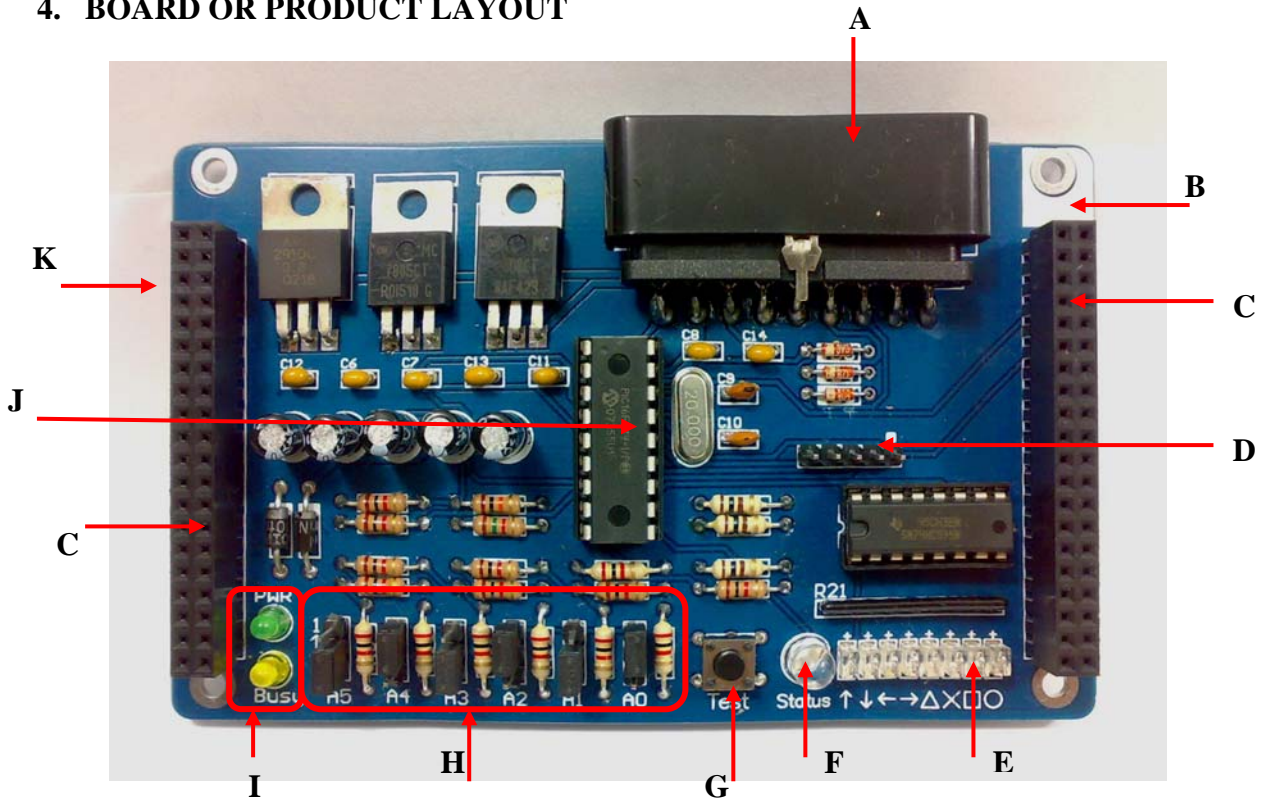 4. BOARD OR PRODUCT LAYOUT
A
B
K
C
C12 C6 C7 C13 C11 C8 C14
C9
J
20.000
C10
D
C
PWR
R21
1
Busy A5 A4 A3 A2 A1 A0 Test Status ↑↓←→△✕□○
I H G F E